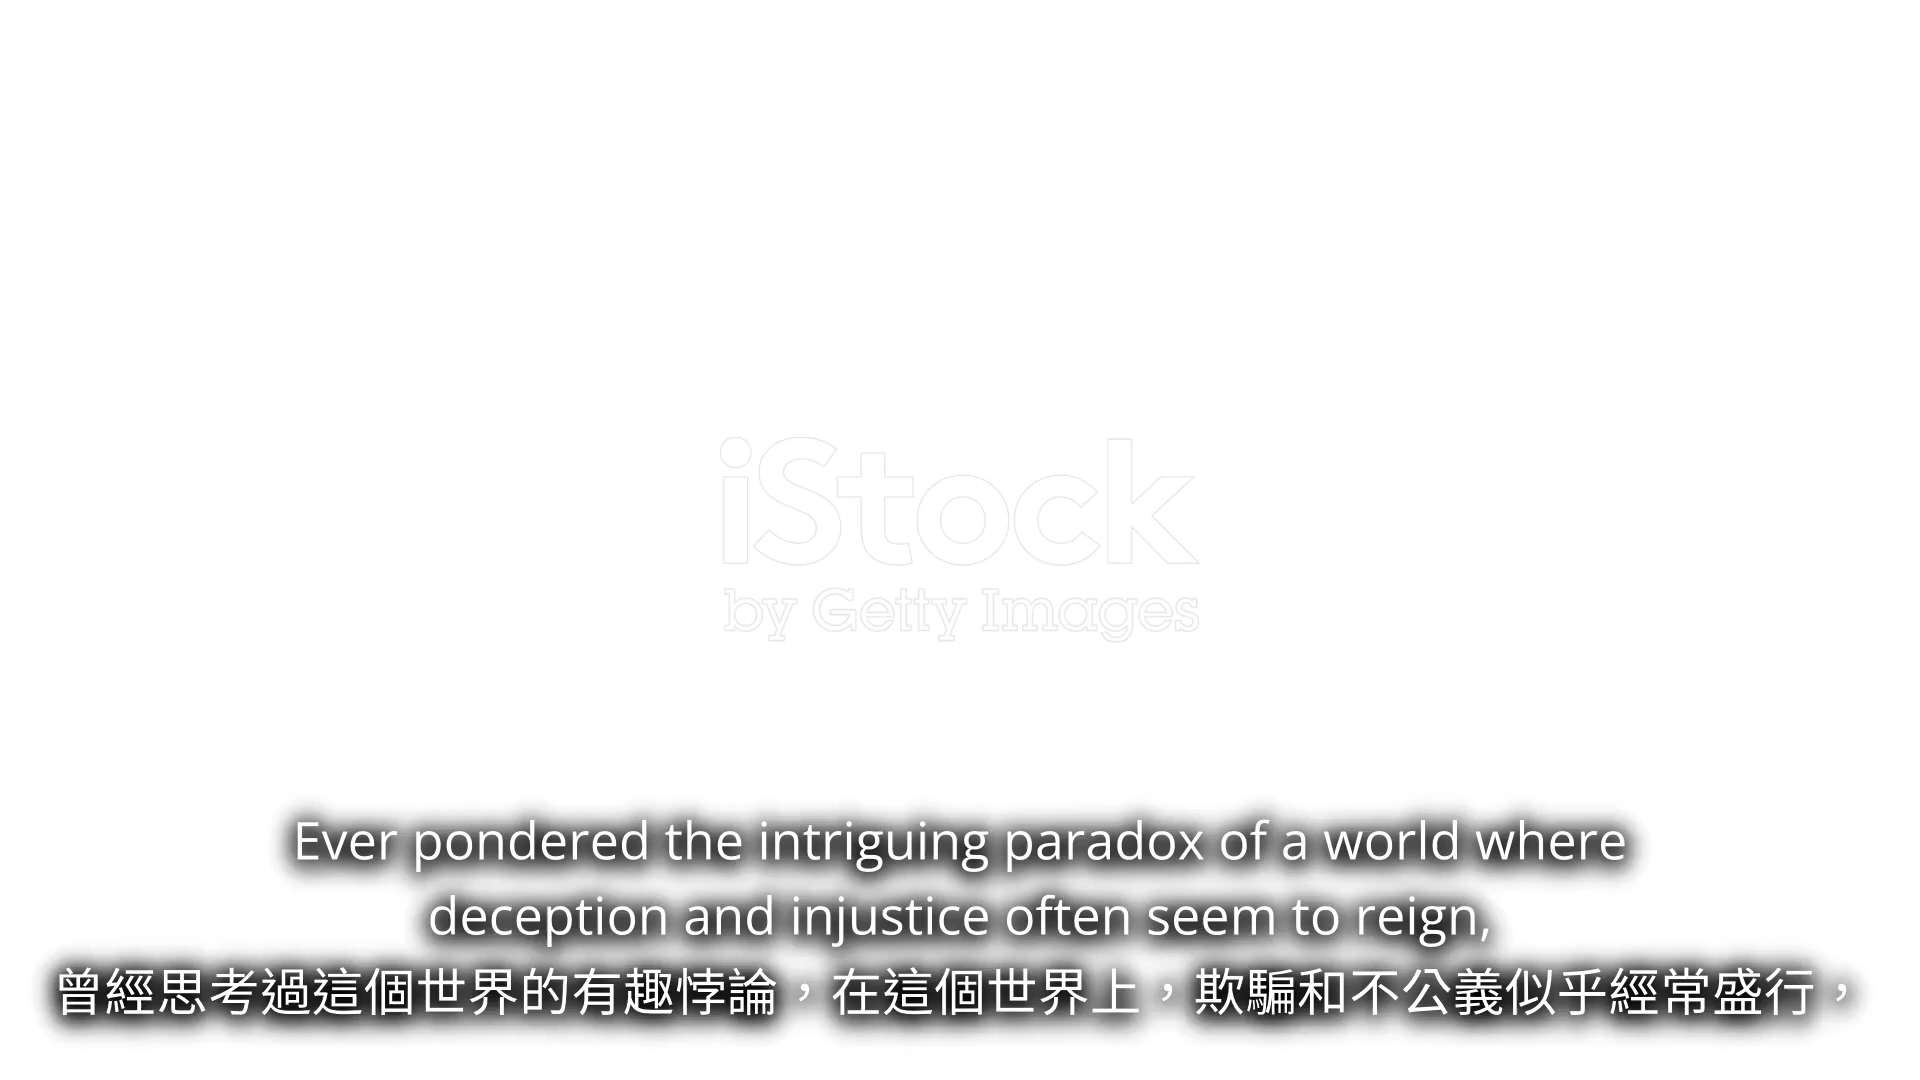 iStock
by Getty Images
Ever pondered the intriguing paradox of a world where
deception and injustice often seem to reign,
曾經思考過這個世界的有趣悖論，在這個世界上，欺騙和不公義似乎經常盛行，